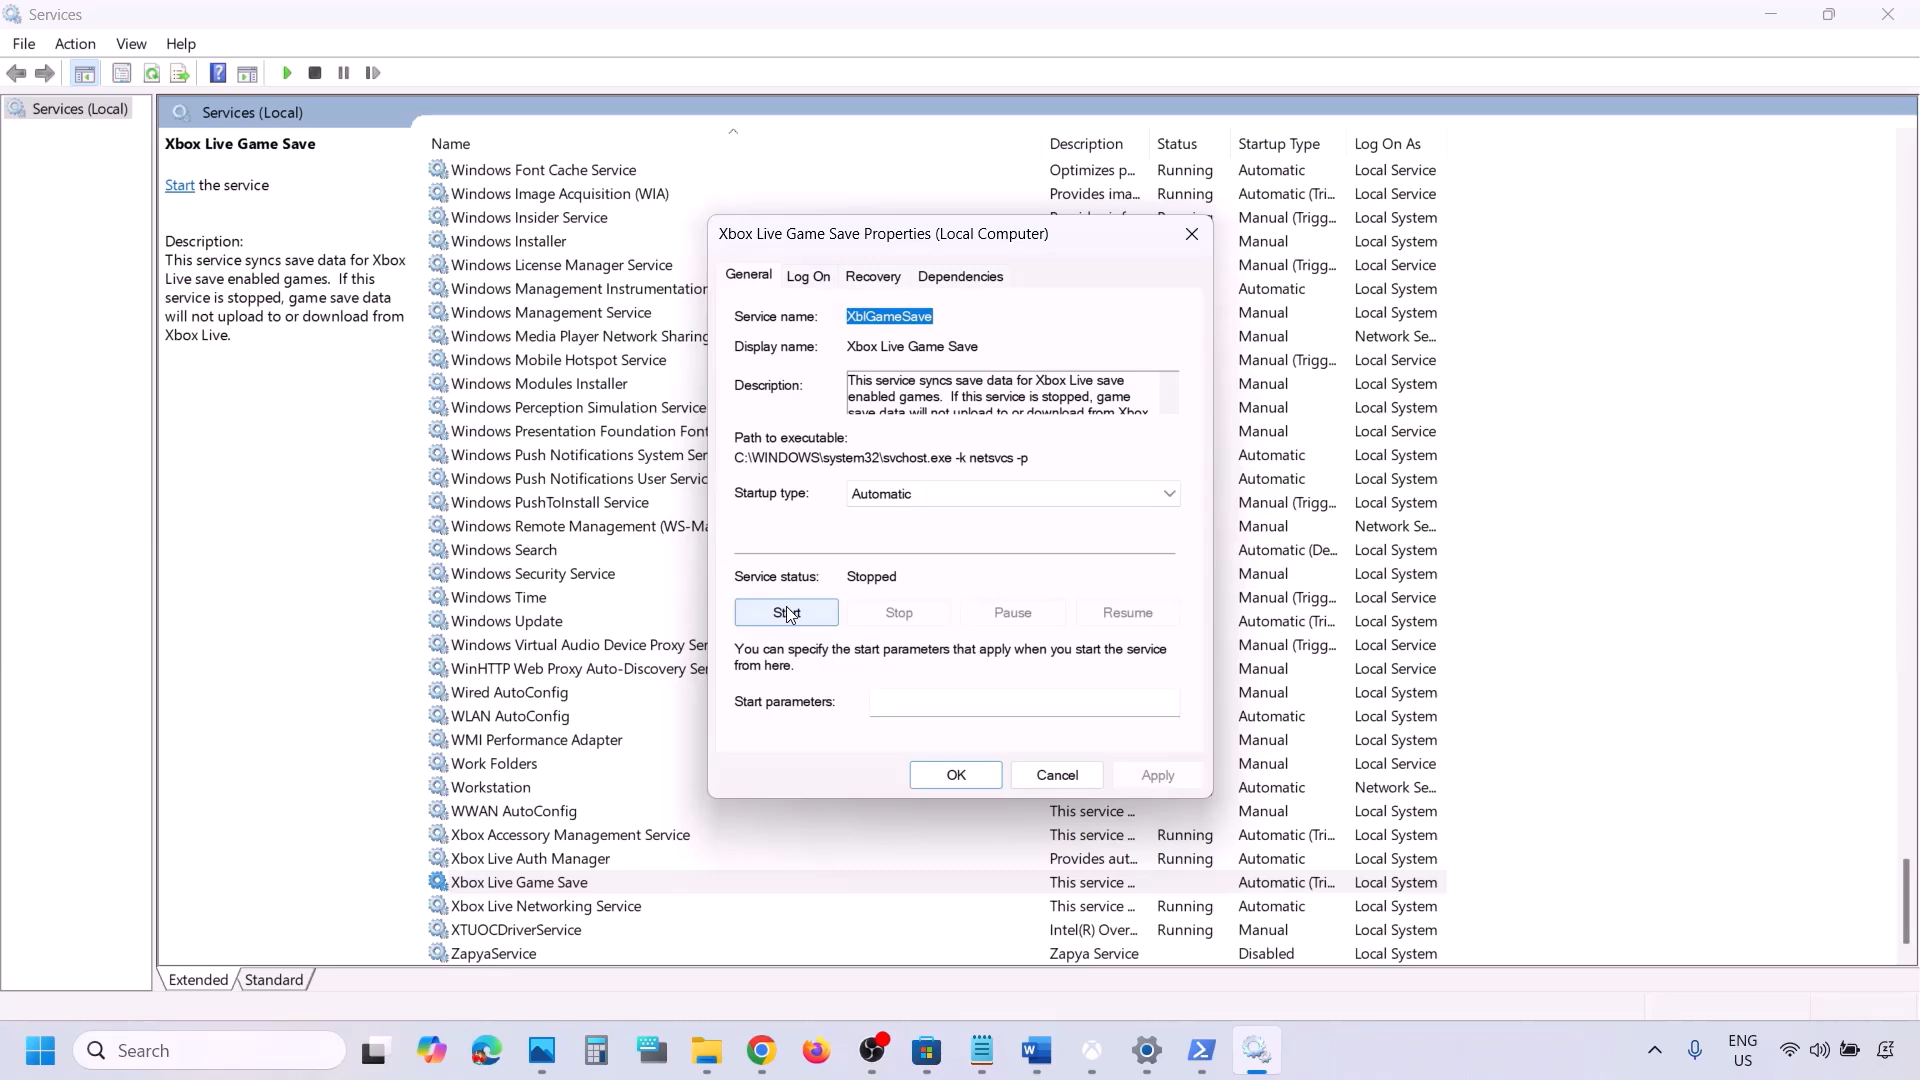 Services
File Action View Help
Services (Local)
Services (Local)
Xbox Live Game Save
Start the service
Description:
This service syncs save data for Xbox
Live save enabled games. If this
service is stopped, game save data
will not upload to or download from
Xbox Live.
Name Description Status Startup Type Log On As
Windows Font Cache Service Optimizes p... Running Automatic Local Service
Windows Image Acquisition (WIA) Provides ima... Running Automatic (Tri... Local Service
Windows Insider Service Manual (Trigg... Local System
Windows Installer Manual Local System
Windows License Manager Service Manual (Trigg... Local Service
Windows Management Instrumentation Automatic Local System
Windows Management Service Manual Local System
Windows Media Player Network Sharing Manual Network Se...
Windows Mobile Hotspot Service Manual (Trigg... Local Service
Windows Modules Installer Manual Local System
Windows Perception Simulation Service Manual Local System
Windows Presentation Foundation Font Manual Local Service
Windows Push Notifications System Ser Automatic Local System
Windows Push Notifications User Servic Automatic Local System
Windows PushToInstall Service Manual (Trigg... Local System
Windows Remote Management (WS-Ma Manual Network Se...
Windows Search Automatic (De... Local System
Windows Security Service Manual Local System
Windows Time Manual (Trigg... Local Service
Windows Update Automatic (Tri... Local System
Windows Virtual Audio Device Proxy Ser Manual (Trigg... Local System
WinHTTP Web Proxy Auto-Discovery Ser Manual Local Service
Wired AutoConfig Manual Local System
WLAN AutoConfig Automatic Local System
WMI Performance Adapter Manual Local System
Work Folders Manual Local Service
Workstation Automatic Network Se...
WWAN AutoConfig This service ... Manual Local System
Xbox Accessory Management Service This service ... Running Automatic (Tri... Local System
Xbox Live Auth Manager Provides aut... Running Automatic Local System
Xbox Live Game Save This service ... Automatic (Tri... Local System
Xbox Live Networking Service This service ... Running Automatic Local System
XTUOCDriverService Intel(R) Over... Running Manual Local System
ZapyaService Zapya Service Disabled Local System
Xbox Live Game Save Properties (Local Computer)
General Log On Recovery Dependencies
Service name: XblGameSave
Display name: Xbox Live Game Save
Description: This service syncs save data for Xbox Live save
enabled games. If this service is stopped, game
save data will not upload to or download from Xbox
Path to executable:
C:\WINDOWS\system32\svchost.exe -k netsvcs -p
Startup type: Automatic
Service status: Stopped
Start Stop Pause Resume
You can specify the start parameters that apply when you start the service
from here.
Start parameters:
OK Cancel Apply
Extended Standard
Search
ENG
US